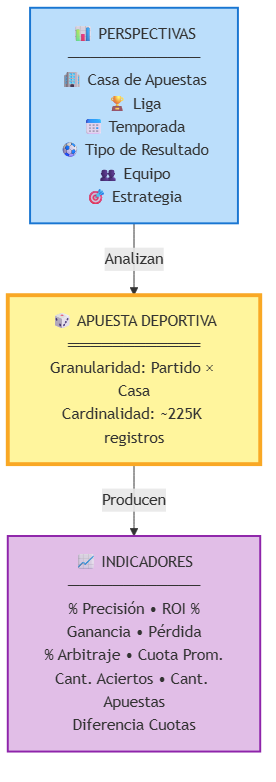 📊 PERSPECTIVAS
🏢 Casa de Apuestas
🏆 Liga
📅 Temporada
⚽ Tipo de Resultado
👥 Equipo
🎯 Estrategia
Analizan
🎲 APUESTA DEPORTIVA
Granularidad: Partido ×
Casa
Cardinalidad: ~225K
registros
Producen
📈 INDICADORES
% Precisión • ROI %
Ganancia • Pérdida
% Arbitraje • Cuota Prom.
Cant. Aciertos • Cant.
Apuestas
Diferencia Cuotas